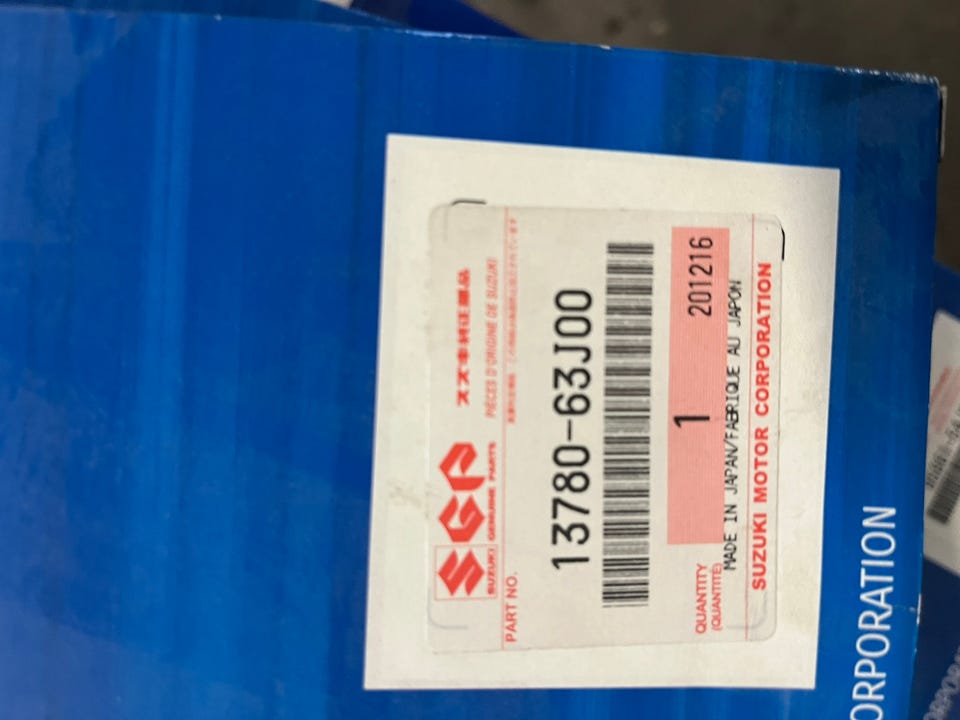 SGP
スズキ純正部品
SUZUKI GENUINE PARTS
PIÈCES D'ORIGINE DE SUZUKI
PART NO.
13780-63J00
QUANTITY
(QUANTITÉ)
1
201216
MADE IN JAPAN/FABRIQUE AU JAPON
SUZUKI MOTOR CORPORATION
ORPORATION